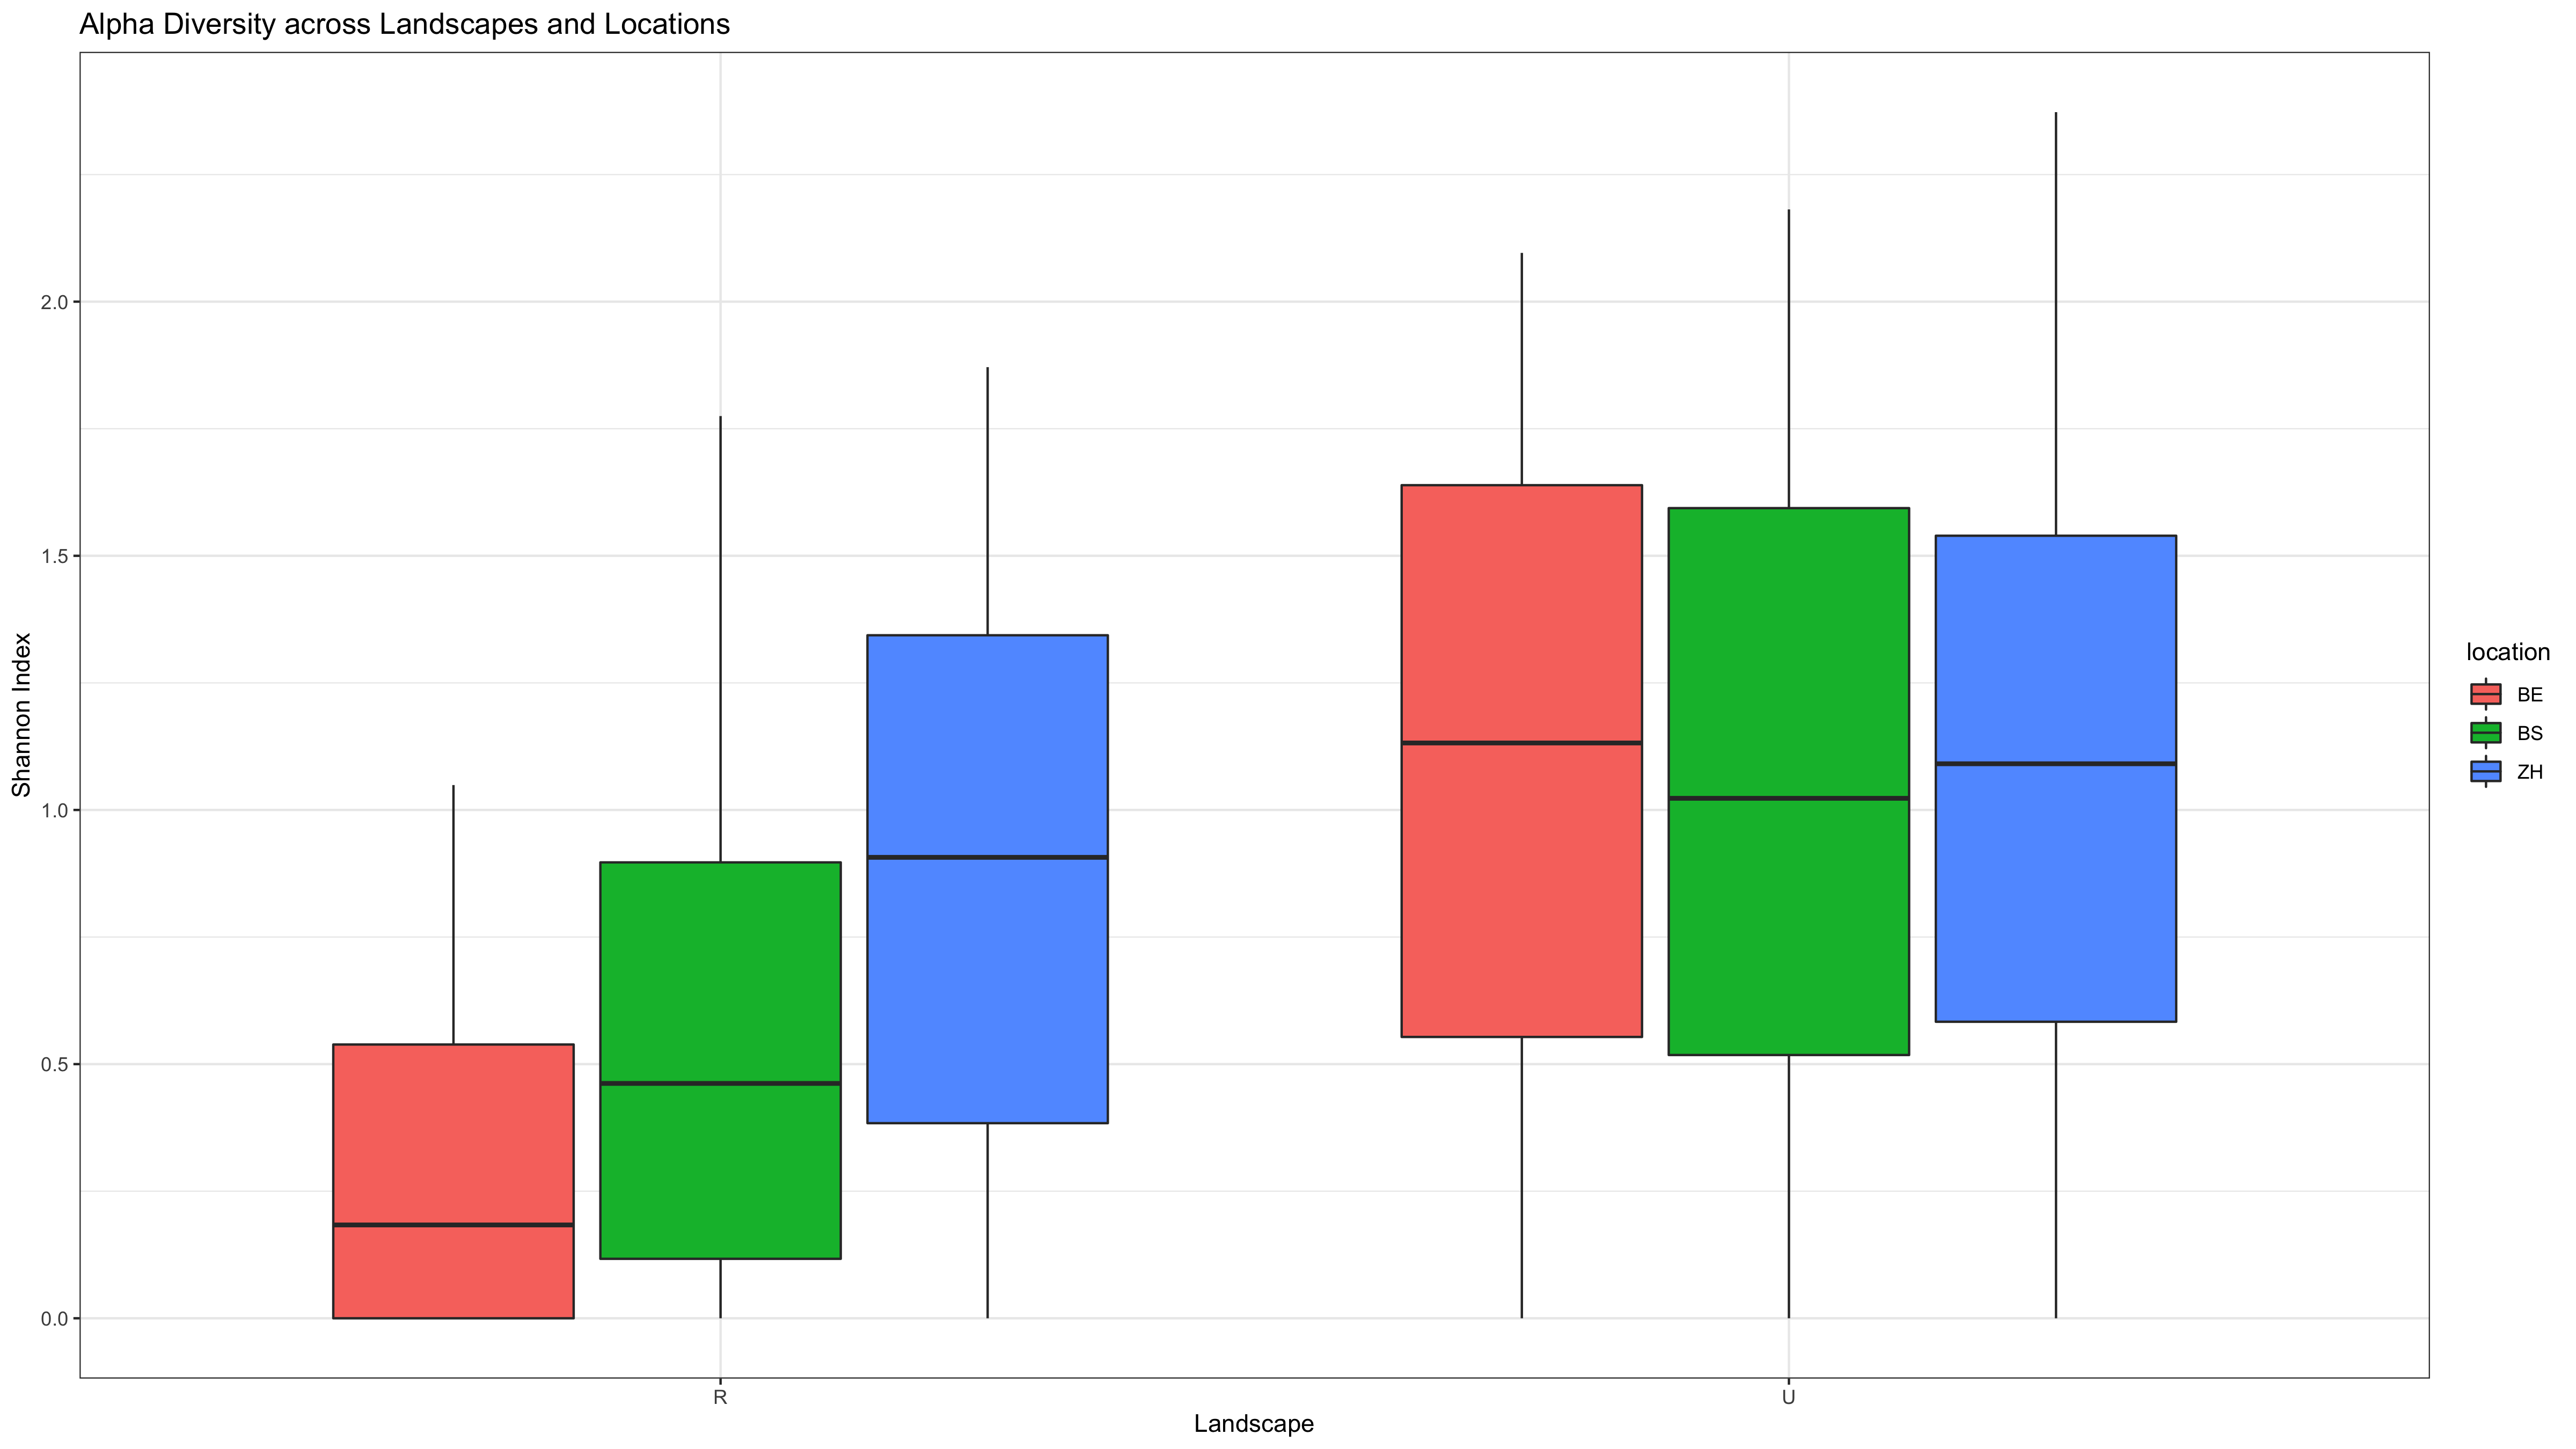 Alpha Diversity across Landscapes and Locations
Shannon Index
2.0
1.5
1.0
0.5
0.0
R
U
Landscape
location
BE
BS
ZH